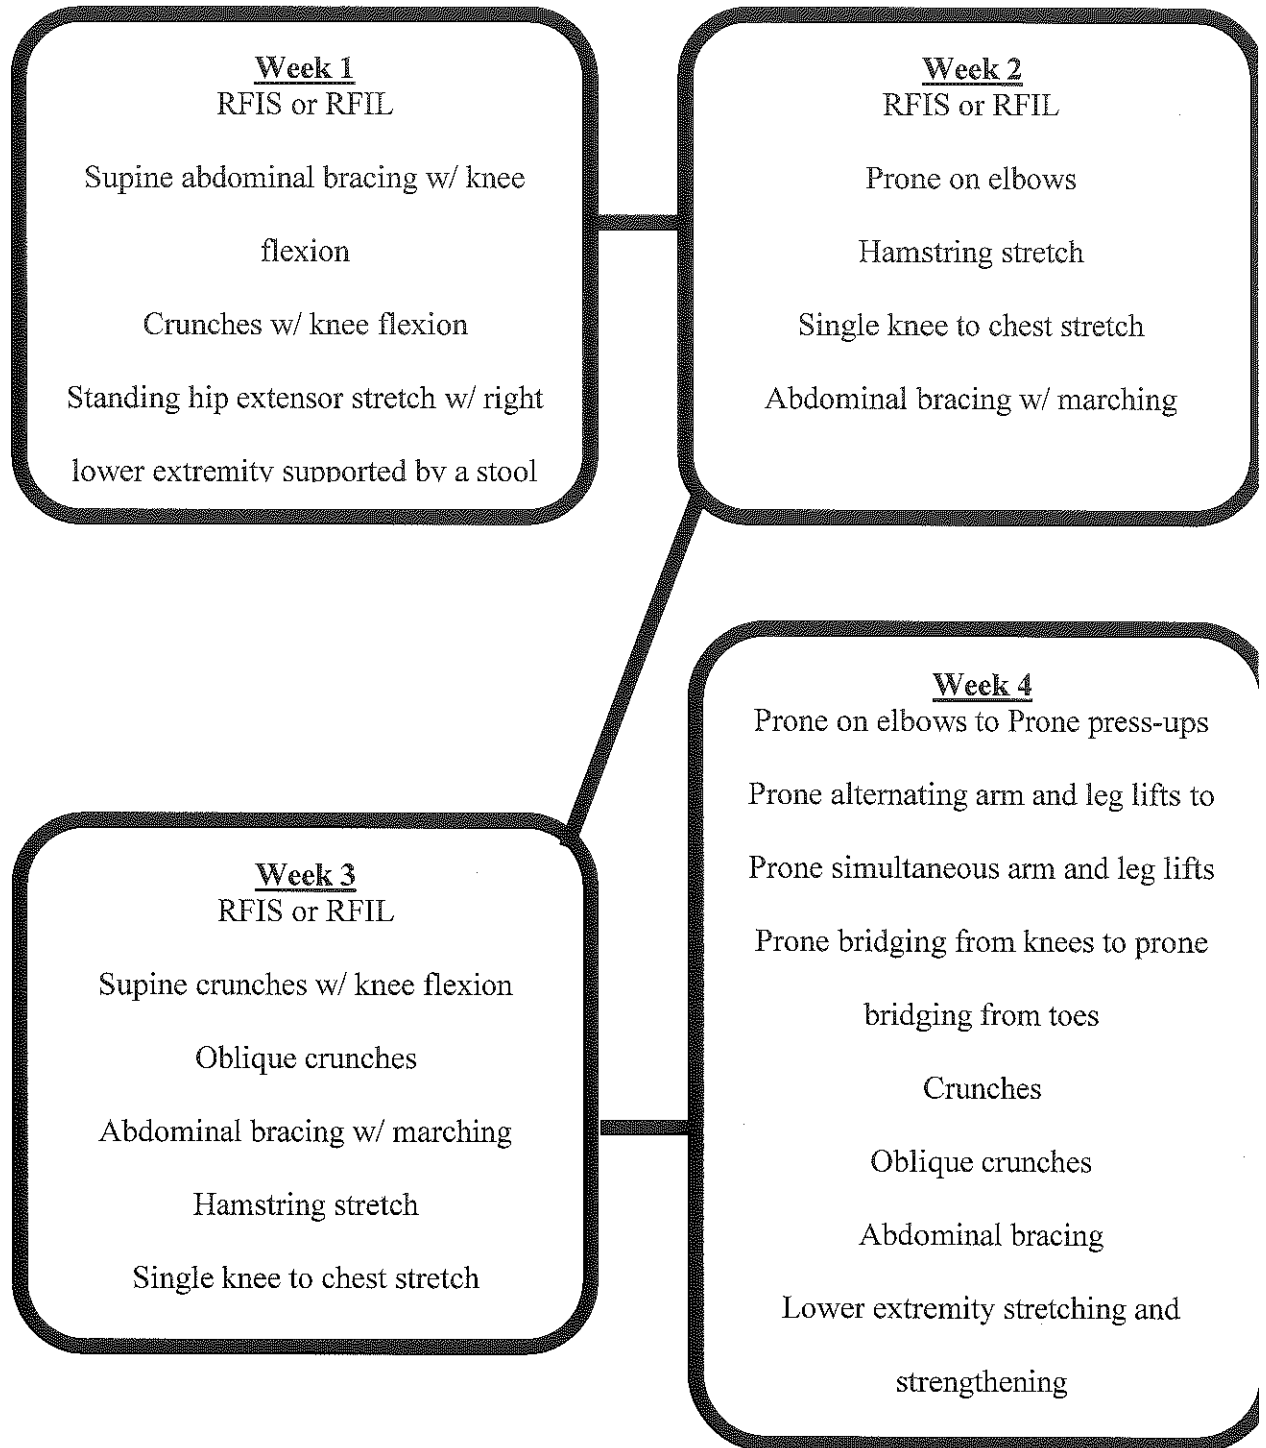 Week 1
RFIS or RFIL
Supine abdominal bracing w/ knee
flexion
Crunches w/ knee flexion
Standing hip extensor stretch w/ right
lower extremity supported by a stool
Week 2
RFIS or RFIL
Prone on elbows
Hamstring stretch
Single knee to chest stretch
Abdominal bracing w/ marching
Week 3
RFIS or RFIL
Supine crunches w/ knee flexion
Oblique crunches
Abdominal bracing w/ marching
Hamstring stretch
Single knee to chest stretch
Week 4
Prone on elbows to Prone press-ups
Prone alternating arm and leg lifts to
Prone simultaneous arm and leg lifts
Prone bridging from knees to prone
bridging from toes
Crunches
Oblique crunches
Abdominal bracing
Lower extremity stretching and
strengthening